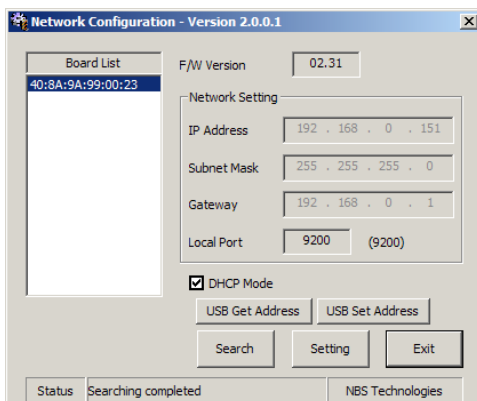 Network Configuration - Version 2.0.0.1
Board List
40:8A:9A:99:00:23
F/W Version 02.31
Network Setting
IP Address 192 . 168 . 0 . 151
Subnet Mask 255 . 255 . 255 . 0
Gateway 192 . 168 . 0 . 1
Local Port 9200 (9200)
DHCP Mode
USB Get Address USB Set Address
Search Setting Exit
Status Searching completed NBS Technologies